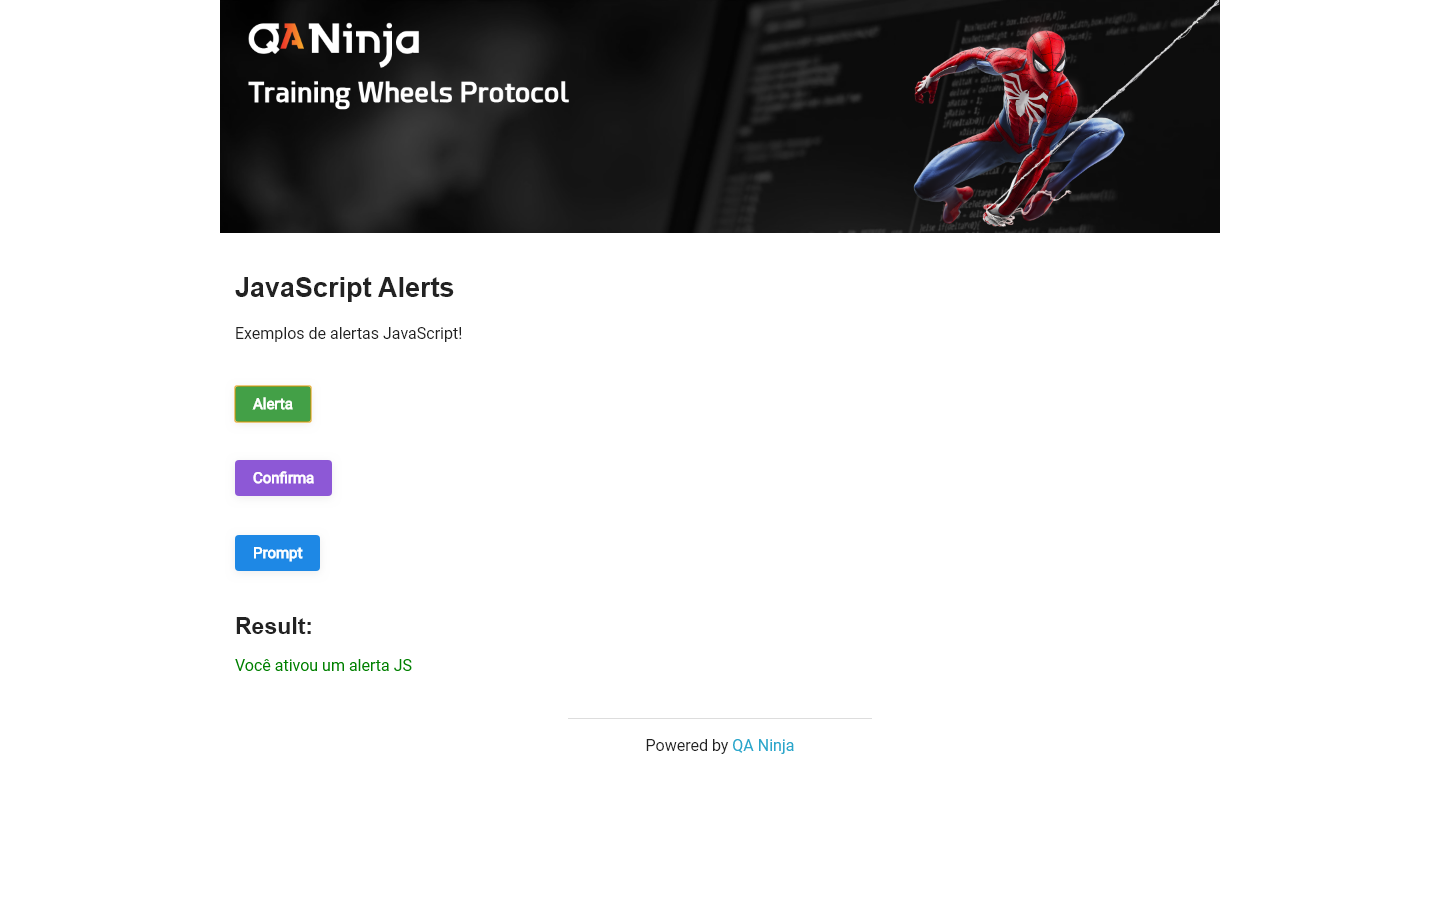 QA Ninja
Training Wheels Protocol
JavaScript Alerts
Exemplos de alertas JavaScript!
Alerta
Confirma
Prompt
Result:
Você ativou um alerta JS
Powered by QA Ninja